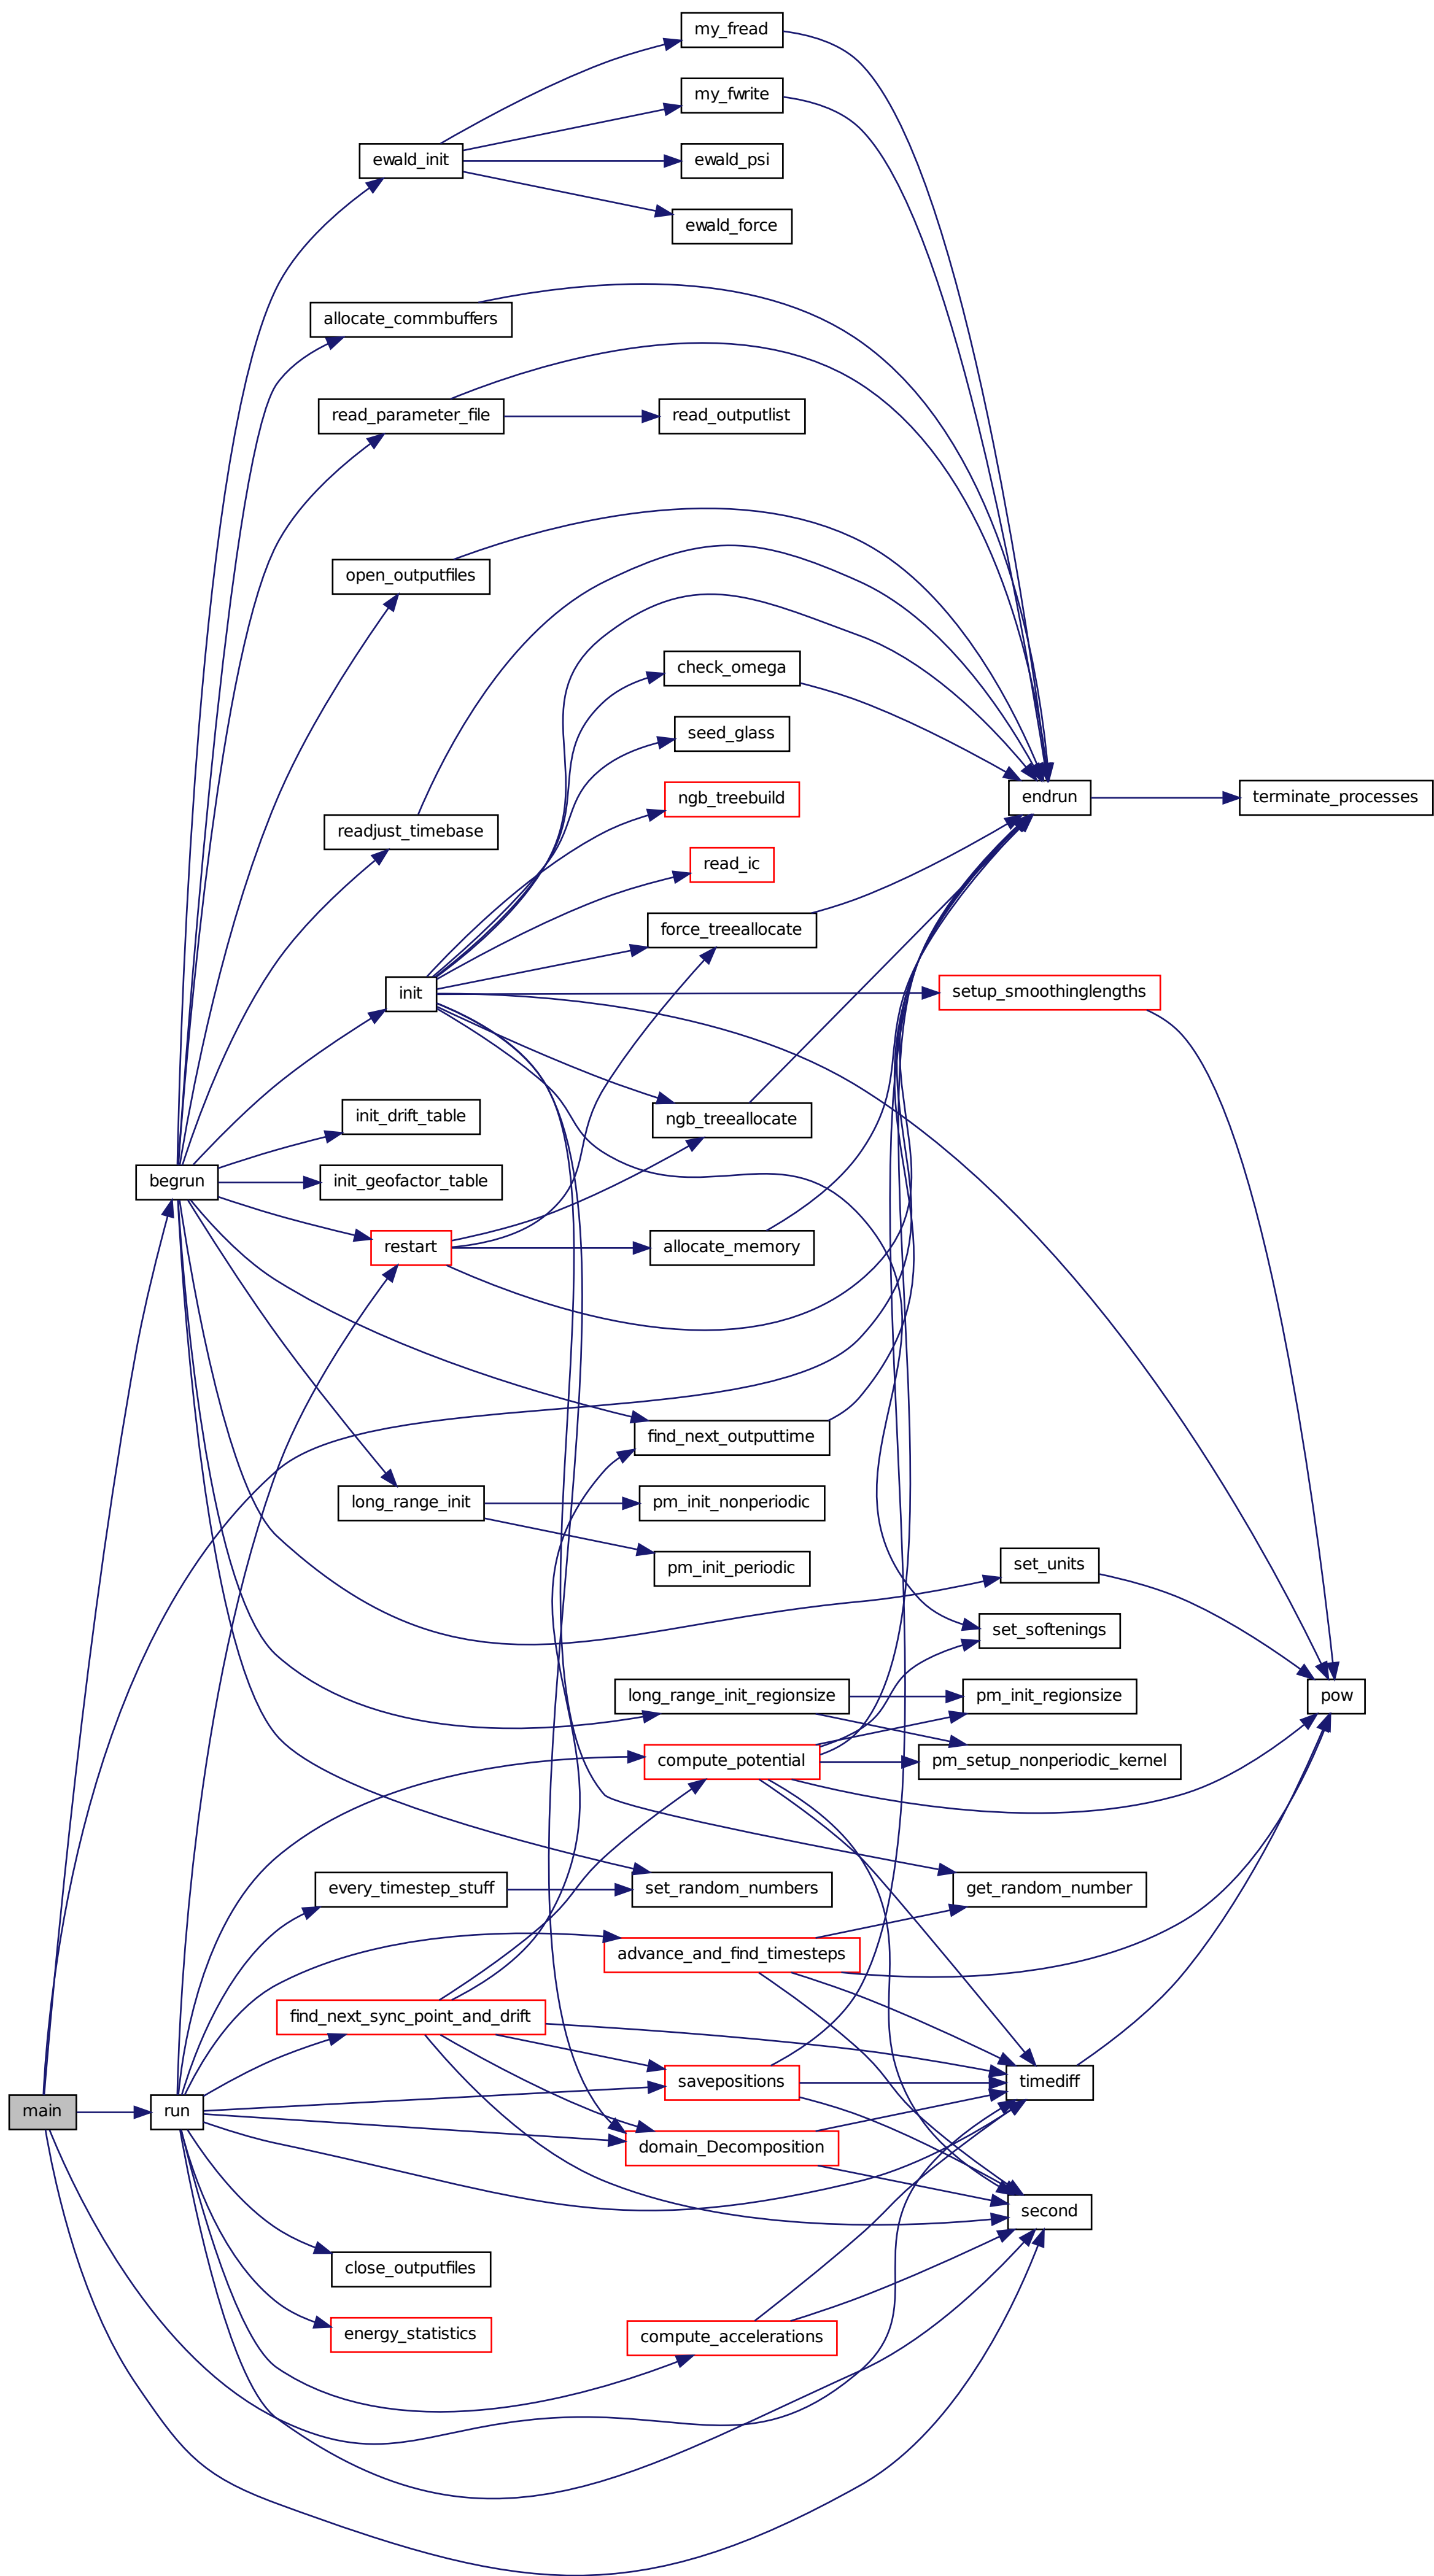 my_fread
my_fwrite
ewald_init
ewald_psi
ewald_force
allocate_commbuffers
read_parameter_file
read_outputlist
open_outputfiles
check_omega
seed_glass
ngb_treebuild
endrun
terminate_processes
readjust_timebase
read_ic
force_treeallocate
init
setup_smoothinglengths
init_drift_table
ngb_treeallocate
begrun
init_geofactor_table
restart
allocate_memory
find_next_outputtime
long_range_init
pm_init_nonperiodic
pm_init_periodic
set_units
set_softenings
long_range_init_regionsize
pm_init_regionsize
pow
compute_potential
pm_setup_nonperiodic_kernel
every_timestep_stuff
set_random_numbers
get_random_number
advance_and_find_timesteps
find_next_sync_point_and_drift
savepositions
timediff
main
run
domain_Decomposition
second
close_outputfiles
energy_statistics
compute_accelerations